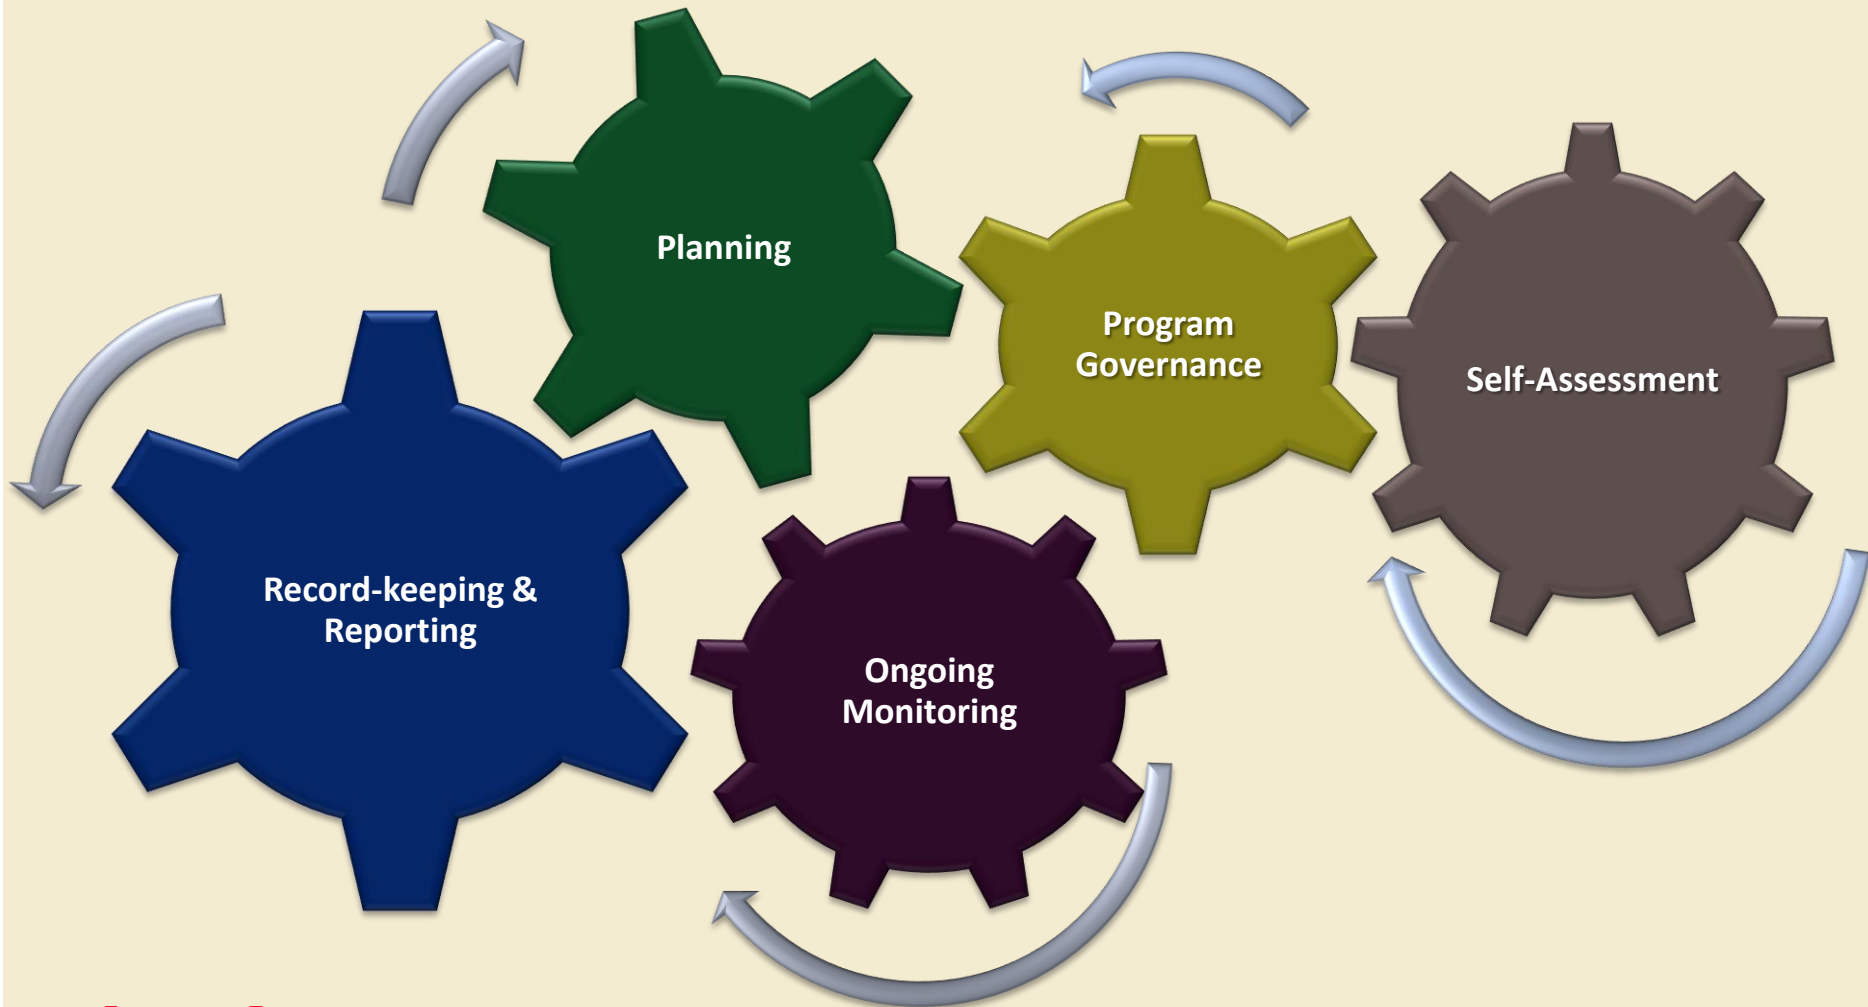 Planning
Program
Governance
Self-Assessment
Record-keeping &
Reporting
Ongoing
Monitoring